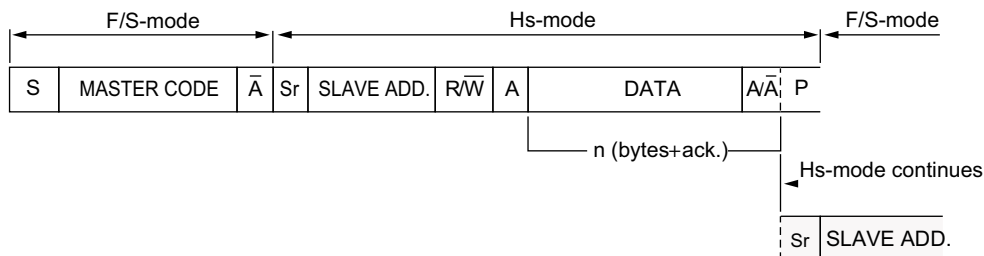 F/S-mode Hs-mode F/S-mode
S MASTER CODE A̅ Sr SLAVE ADD. R/W̅ A DATA A/A̅ P
n (bytes+ack.)
Hs-mode continues
Sr SLAVE ADD.